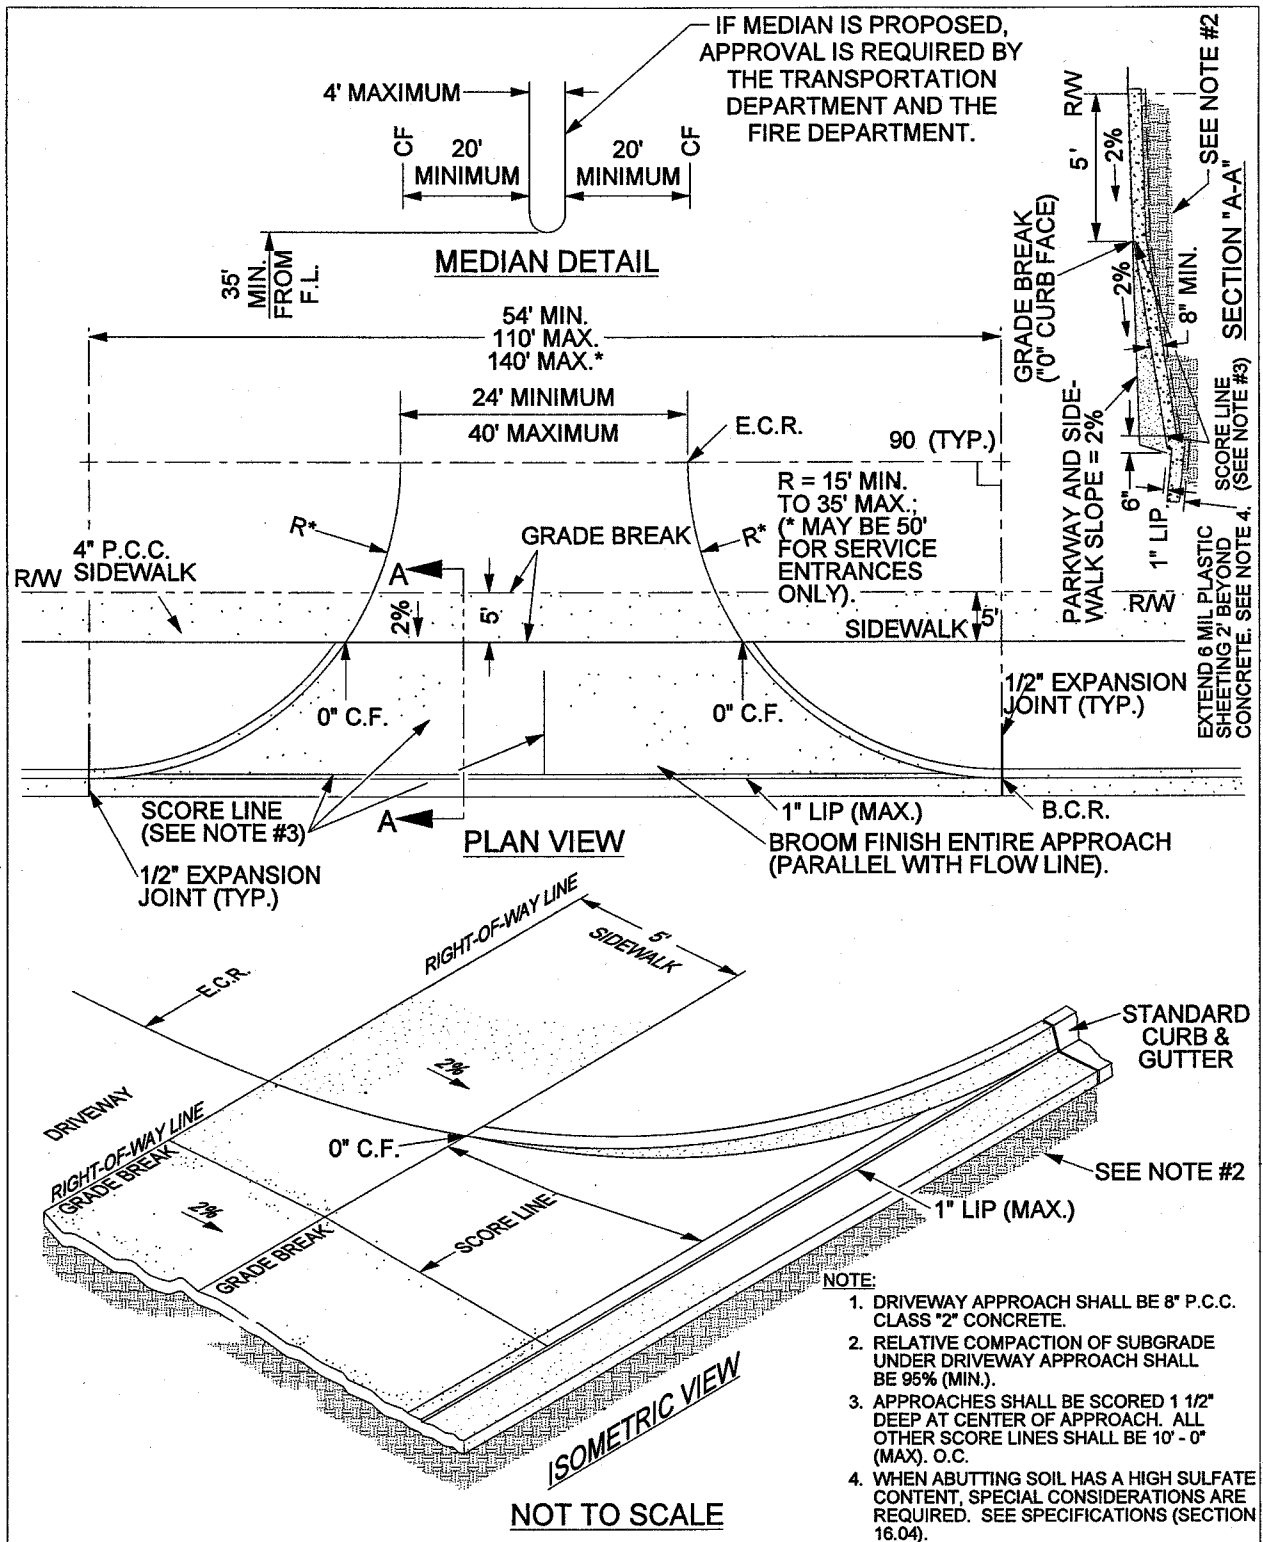 IF MEDIAN IS PROPOSED,
APPROVAL IS REQUIRED BY
THE TRANSPORTATION
DEPARTMENT AND THE
FIRE DEPARTMENT.
4' MAXIMUM
CF
20'
MINIMUM
20'
MINIMUM
CF
35'
MIN.
FROM
F.L.
MEDIAN DETAIL
R/W
5'
2%
SEE NOTE #2
GRADE BREAK
("0" CURB FACE)
2%
8" MIN.
SECTION "A-A"
PARKWAY AND SIDE-
WALK SLOPE = 2%
6"
1" LIP
SCORE LINE
(SEE NOTE #3)
EXTEND 6 MIL PLASTIC
SHEETING 2' BEYOND
CONCRETE. SEE NOTE 4.
54' MIN.
110' MAX.
140' MAX.*
24' MINIMUM
40' MAXIMUM
E.C.R.
90 (TYP.)
R = 15' MIN.
TO 35' MAX.;
(* MAY BE 50'
FOR SERVICE
ENTRANCES
ONLY).
R*
R*
GRADE BREAK
4" P.C.C.
SIDEWALK
R/W
A
2%
5'
R/W
SIDEWALK
5'
0" C.F.
0" C.F.
1/2" EXPANSION
JOINT (TYP.)
SCORE LINE
(SEE NOTE #3)
A
1" LIP (MAX.)
B.C.R.
PLAN VIEW
BROOM FINISH ENTIRE APPROACH
(PARALLEL WITH FLOW LINE).
1/2" EXPANSION
JOINT (TYP.)
RIGHT-OF-WAY LINE
5'
SIDEWALK
E.C.R.
STANDARD
CURB &
GUTTER
2%
DRIVEWAY
RIGHT-OF-WAY LINE
GRADE BREAK
0" C.F.
SEE NOTE #2
2%
1" LIP (MAX.)
SCORE LINE
GRADE BREAK
ISOMETRIC VIEW
NOT TO SCALE
NOTE:
1. DRIVEWAY APPROACH SHALL BE 8" P.C.C.
CLASS "2" CONCRETE.
2. RELATIVE COMPACTION OF SUBGRADE
UNDER DRIVEWAY APPROACH SHALL
BE 95% (MIN.).
3. APPROACHES SHALL BE SCORED 1 1/2"
DEEP AT CENTER OF APPROACH. ALL
OTHER SCORE LINES SHALL BE 10' - 0"
(MAX). O.C.
4. WHEN ABUTTING SOIL HAS A HIGH SULFATE
CONTENT, SPECIAL CONSIDERATIONS ARE
REQUIRED. SEE SPECIFICATIONS (SECTION
16.04).